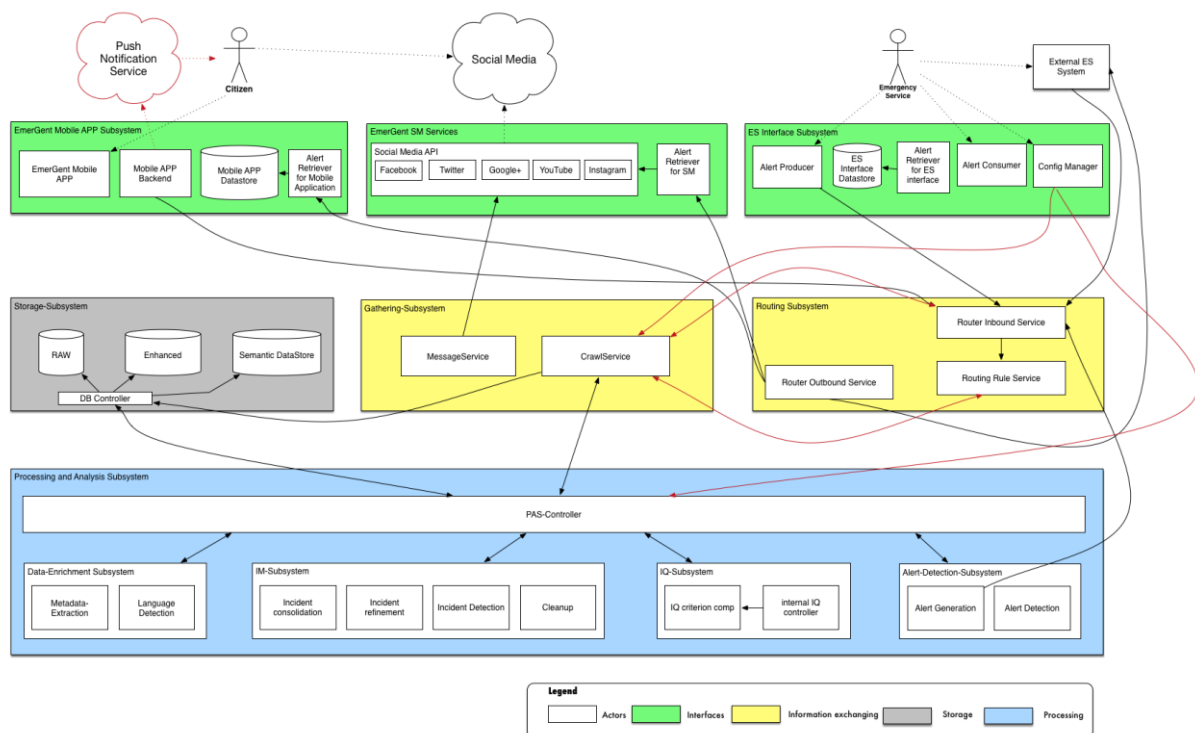 Push
Notification
Service
Citizen
Social Media
Emergency
Service
External ES
System
EmerGent Mobile APP Subsystem
EmerGent Mobile
APP
Mobile APP
Backend
Mobile APP
Datastore
Alert
Retriever
for Mobile
Application
EmerGent SM Services
Social Media API
Facebook
Twitter
Google+
YouTube
Instagram
Alert
Retriever
for SM
ES Interface Subsystem
Alert Producer
ES
Interface
Datastore
Alert
Retriever
for ES
interface
Alert Consumer
Config Manager
Storage-Subsystem
RAW
Enhanced
Semantic DataStore
DB Controller
Gathering-Subsystem
MessageService
CrawlService
Routing Subsystem
Router Inbound Service
Router Outbound Service
Routing Rule Service
Processing and Analysis Subsystem
PAS-Controller
Data-Enrichment Subsystem
Metadata-
Extraction
Language
Detection
IM-Subsystem
Incident
consolidation
Incident
refinement
Incident Detection
Cleanup
IQ-Subsystem
IQ criterion comp
internal IQ
controller
Alert-Detection-Subsystem
Alert Generation
Alert Detection
Legend
Actors
Interfaces
Information exchanging
Storage
Processing